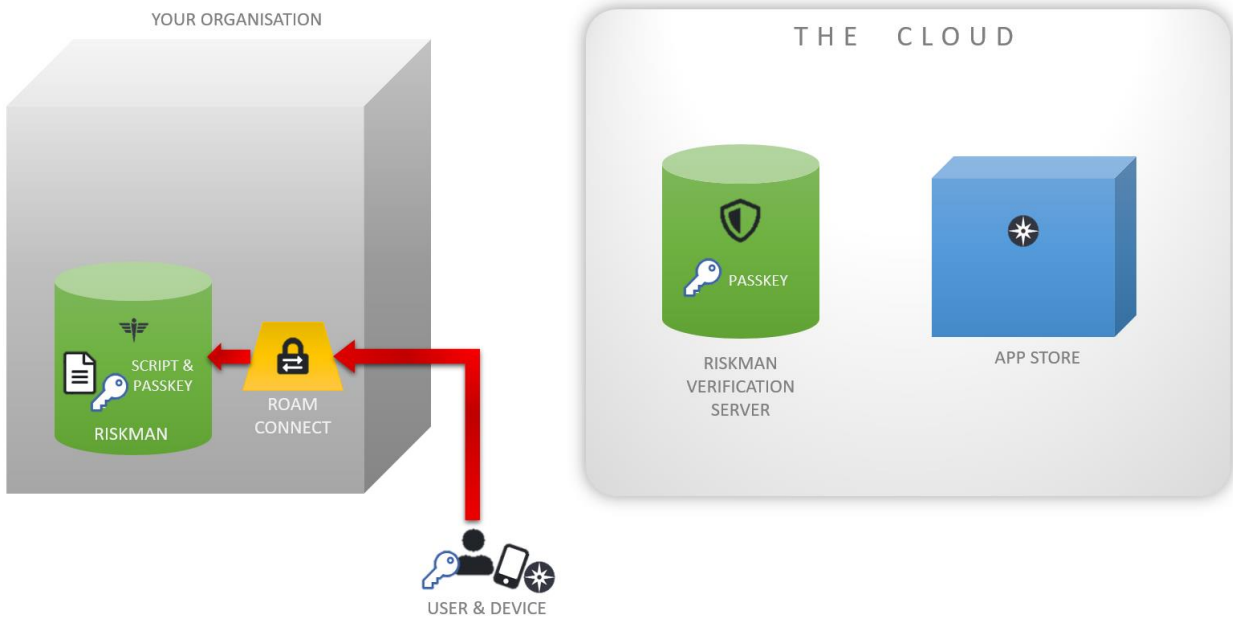 YOUR ORGANISATION
THE CLOUD
PASSKEY
SCRIPT &
PASSKEY
RISKMAN
ROAM
CONNECT
RISKMAN
VERIFICATION
SERVER
APP STORE
USER & DEVICE